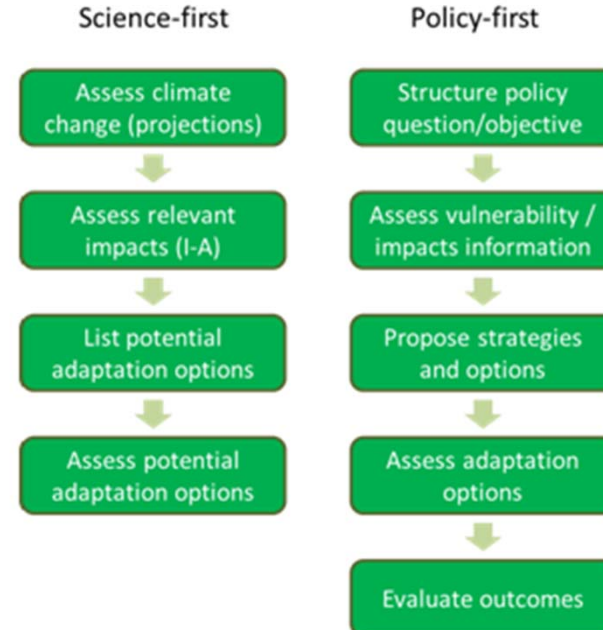 Science-first
Assess climate
change (projections)
Assess relevant
impacts (I-A)
List potential
adaptation options
Assess potential
adaptation options
Policy-first
Structure policy
question/objective
Assess vulnerability /
impacts information
Propose strategies
and options
Assess adaptation
options
Evaluate outcomes